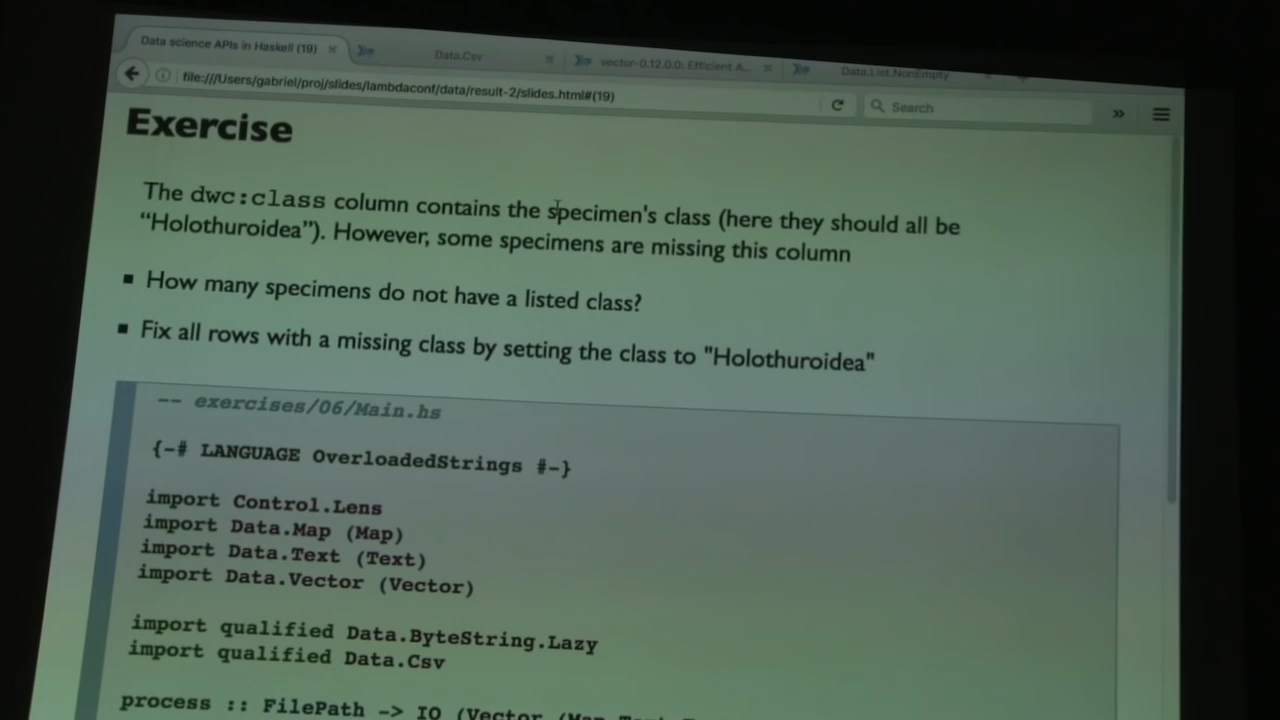 Data science APIs in Haskell (19) Data.Csv vector-0.12.0.0: Efficient A... Data.List.NonEmpty
file:///Users/gabriel/proj/slides/lambdaconf/data/result-2/slides.html#(19) Search
Exercise
The dwc:class column contains the specimen's class (here they should all be
“Holothuroidea”). However, some specimens are missing this column
How many specimens do not have a listed class?
Fix all rows with a missing class by setting the class to "Holothuroidea"
-- exercises/06/Main.hs
{-# LANGUAGE OverloadedStrings #-}
import Control.Lens
import Data.Map (Map)
import Data.Text (Text)
import Data.Vector (Vector)
import qualified Data.ByteString.Lazy
import qualified Data.Csv
process :: FilePath -> IO (Vector (Map Text